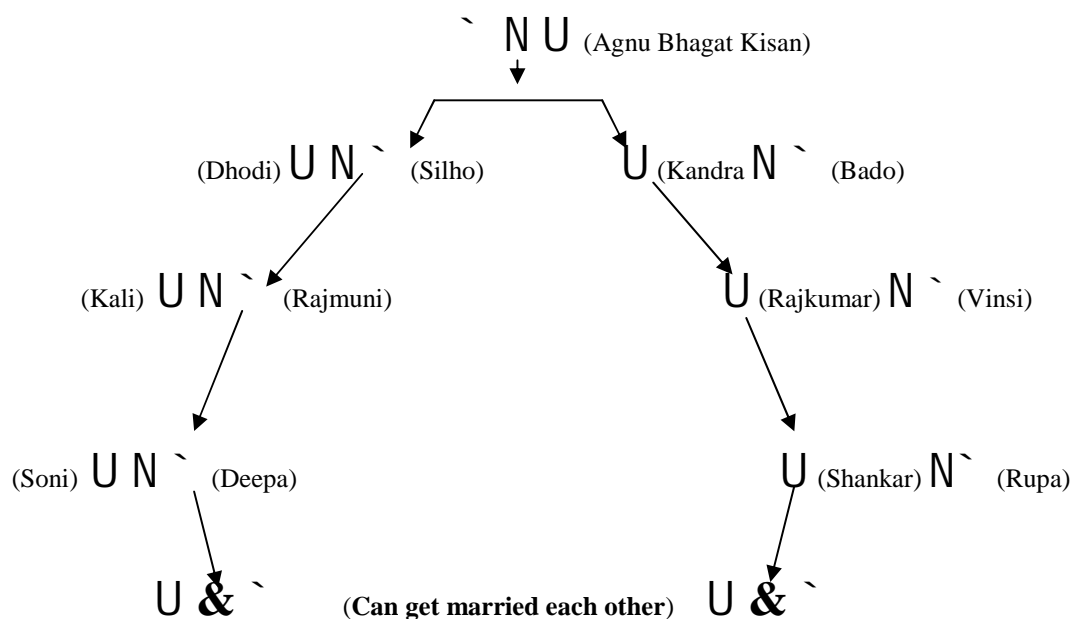 ` N U (Agnu Bhagat Kisan)
(Dhodi) U N ` (Silho) U (Kandra N ` (Bado)
(Kali) U N ` (Rajmuni) U (Rajkumar) N ` (Vinsi)
(Soni) U N ` (Deepa) U (Shankar) N ` (Rupa)
U & ` (Can get married each other) U & `